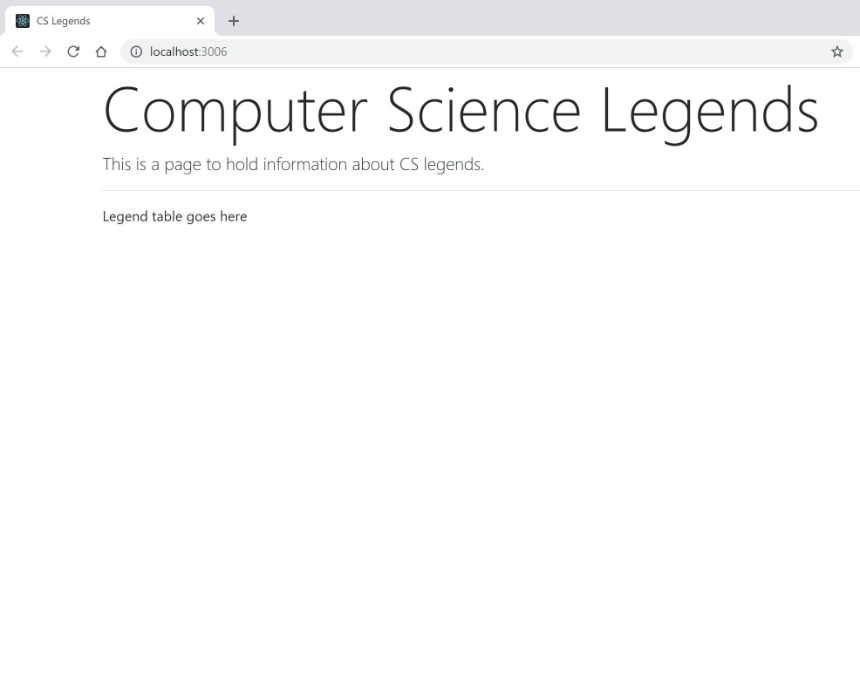 CS Legends
localhost:3006
Computer Science Legends
This is a page to hold information about CS legends.
Legend table goes here